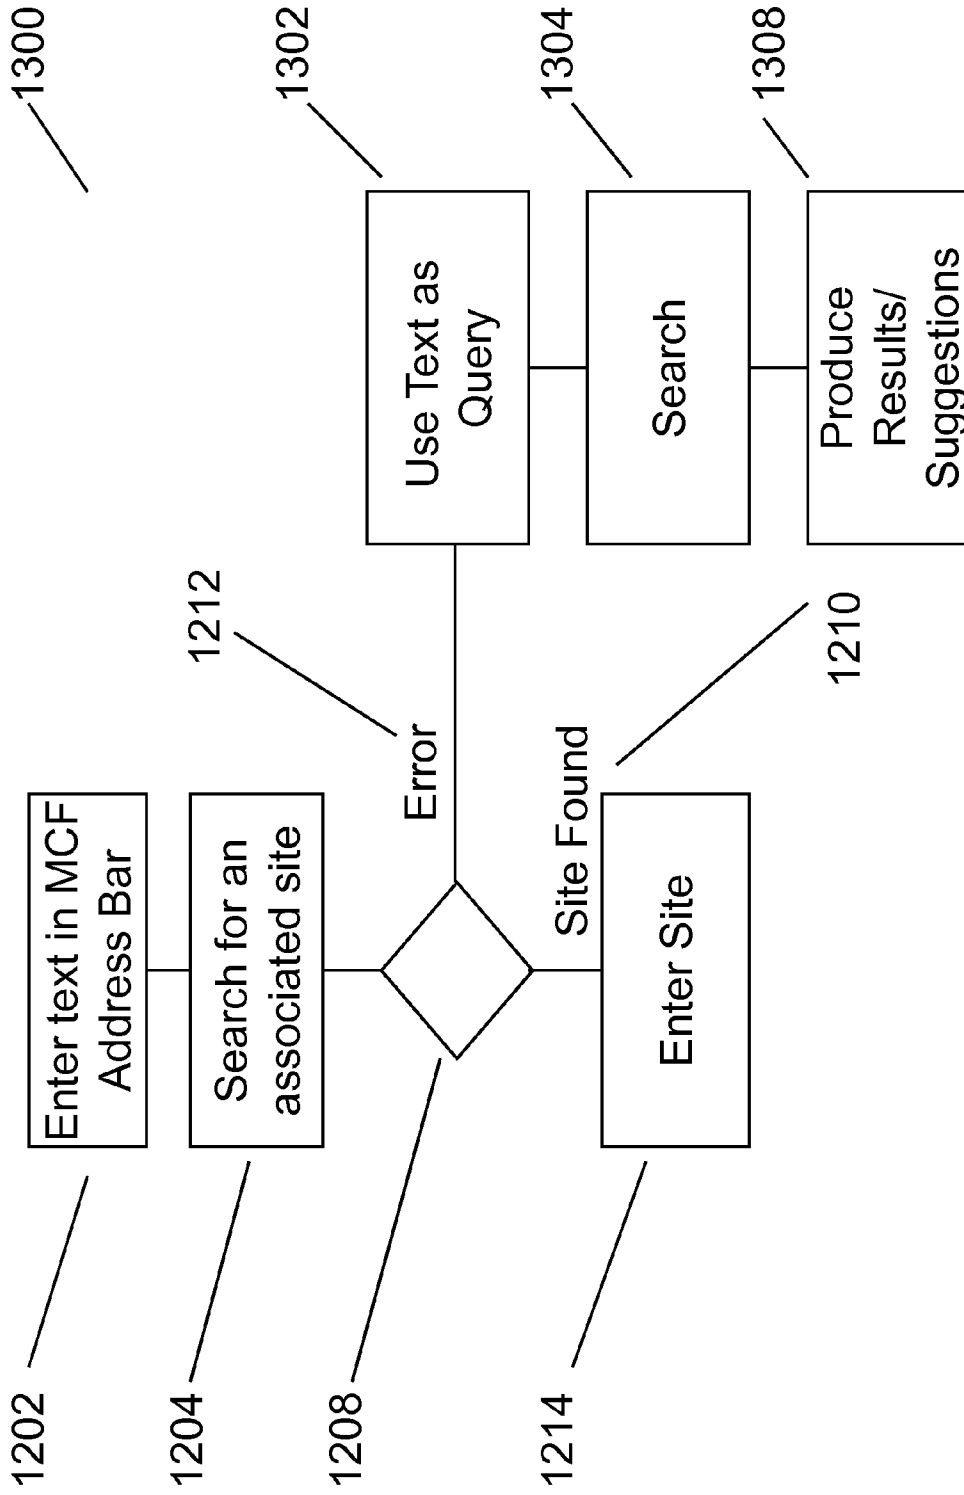 1300
1202
Enter text in MCF
Address Bar
1204
Search for an
associated site
1208
1212
Error
1302
Use Text as
Query
1304
Search
1308
Produce
Results/
Suggestions
1210
Site Found
1214
Enter Site